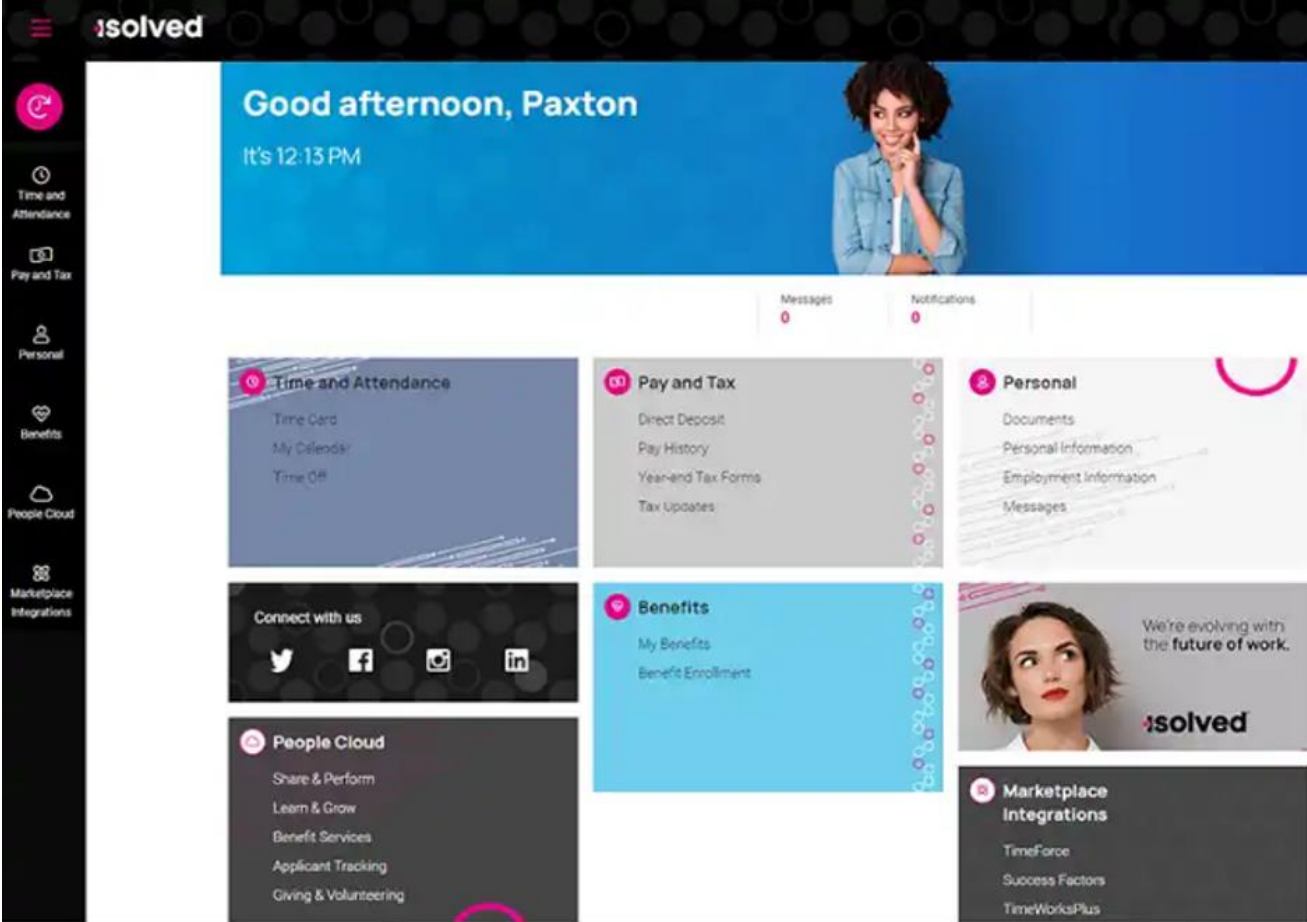 isolved
Good afternoon, Paxton
It's 12:13 PM
Time and
Attendance
Pay and Tax
Personal
Benefits
People Cloud
Marketplace
Integrations
Messages
0
Notifications
0
Time and Attendance
Time Card
My Calendar
Time Off
Pay and Tax
Direct Deposit
Pay History
Year-end Tax Forms
Tax Updates
Personal
Documents
Personal Information
Employment Information
Messages
Connect with us
Benefits
My Benefits
Benefit Enrollment
We're evolving with
the future of work.
isolved
People Cloud
Share & Perform
Learn & Grow
Benefit Services
Applicant Tracking
Giving & Volunteering
Marketplace
Integrations
TimeForce
Success Factors
TimeWorksPlus